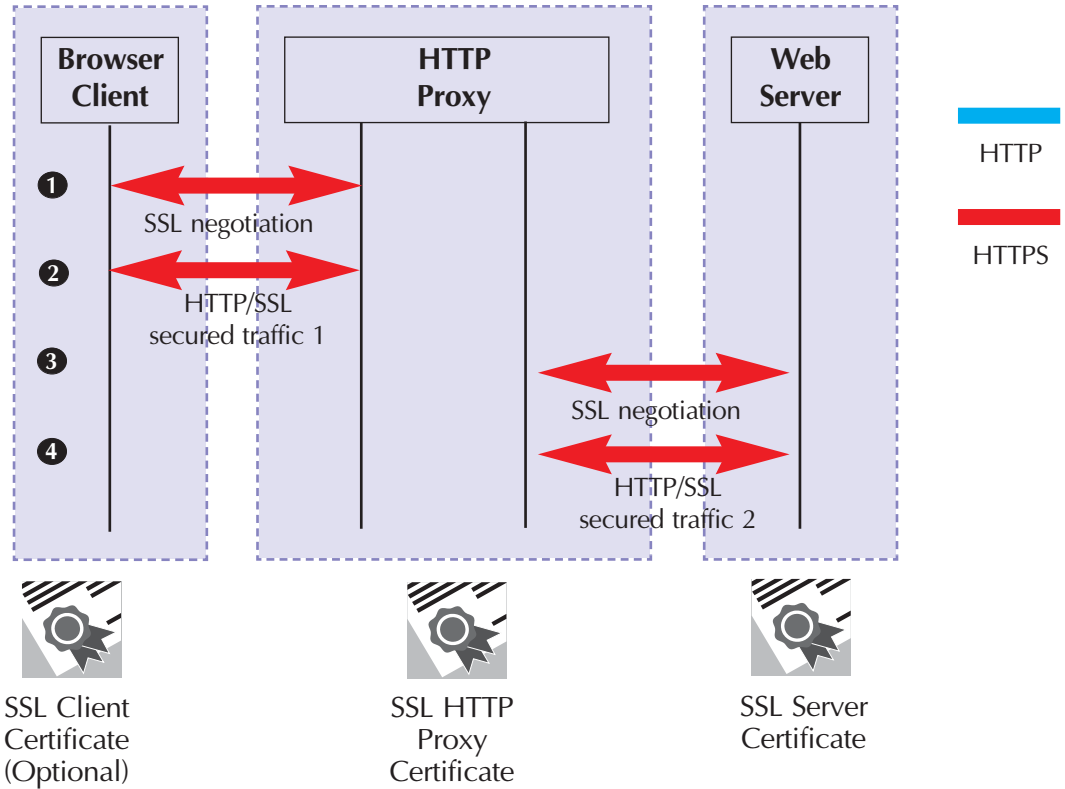 Browser
Client
HTTP
Proxy
Web
Server
HTTP
HTTPS
1
SSL negotiation
2
HTTP/SSL
secured traffic 1
3
SSL negotiation
4
HTTP/SSL
secured traffic 2
SSL Client
Certificate
(Optional)
SSL HTTP
Proxy
Certificate
SSL Server
Certificate